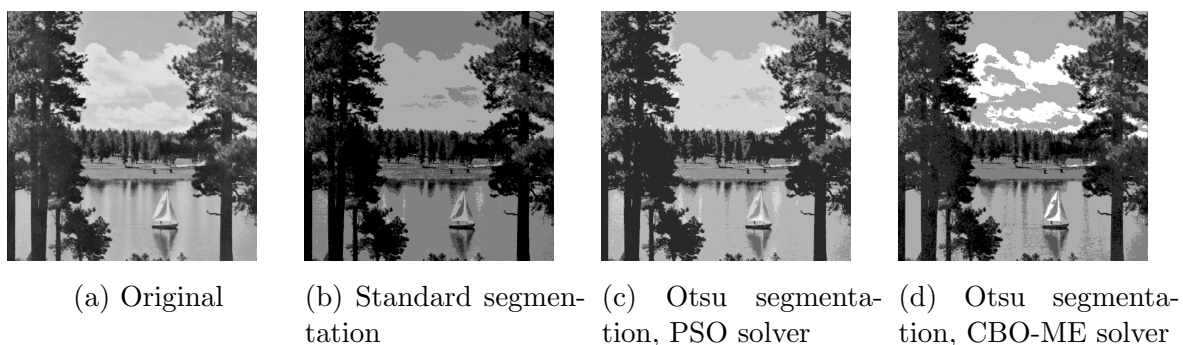 (a) Original
(b) Standard segmen-
tation
(c) Otsu segmenta-
tion, PSO solver
(d) Otsu segmenta-
tion, CBO-ME solver